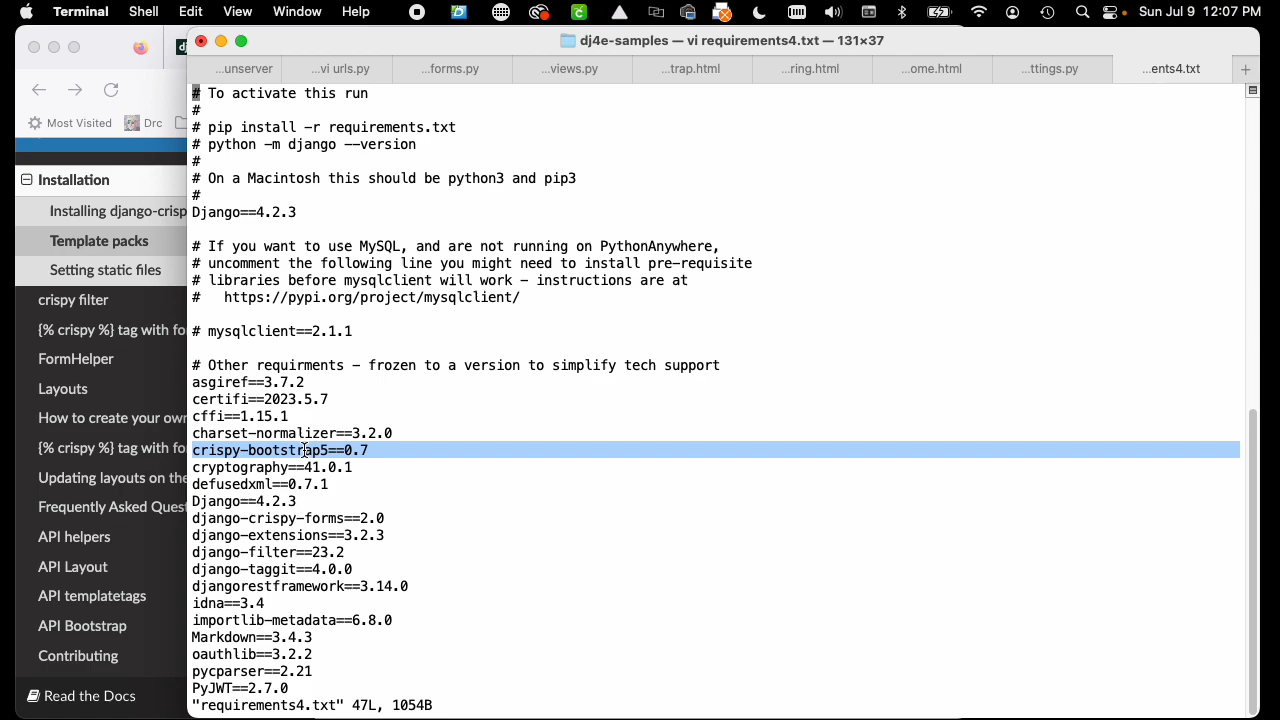 Terminal Shell Edit View Window Help Sun Jul 9 12:07 PM
dj4e-samples — vi requirements4.txt — 131×37
...unserver ...vi urls.py ...forms.py ...views.py ...trap.html ...ring.html ...ome.html ...ttings.py ...ents4.txt
Most Visited Drc
Installation
Installing django-crisp
Template packs
Setting static files
crispy filter
{% crispy %} tag with fo
FormHelper
Layouts
How to create your own
{% crispy %} tag with fo
Updating layouts on the
Frequently Asked Quest
API helpers
API Layout
API templatetags
API Bootstrap
Contributing
Read the Docs
# To activate this run
#
# pip install -r requirements.txt
# python -m django --version
#
# On a Macintosh this should be python3 and pip3
#
Django==4.2.3
# If you want to use MySQL, and are not running on PythonAnywhere,
# uncomment the following line you might need to install pre-requisite
# libraries before mysqlclient will work - instructions are at
#   https://pypi.org/project/mysqlclient/
# mysqlclient==2.1.1
# Other requirments - frozen to a version to simplify tech support
asgiref==3.7.2
certifi==2023.5.7
cffi==1.15.1
charset-normalizer==3.2.0
crispy-bootstrap5==0.7
cryptography==41.0.1
defusedxml==0.7.1
Django==4.2.3
django-crispy-forms==2.0
django-extensions==3.2.3
django-filter==23.2
django-taggit==4.0.0
djangorestframework==3.14.0
idna==3.4
importlib-metadata==6.8.0
Markdown==3.4.3
oauthlib==3.2.2
pycparser==2.21
PyJWT==2.7.0
"requirements4.txt" 47L, 1054B